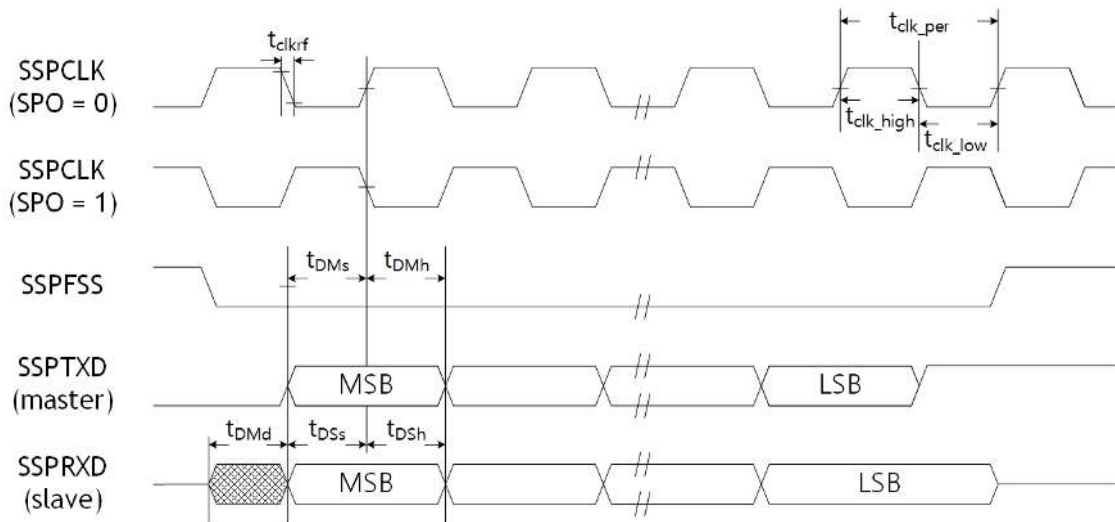 t_clkrf
t_clk_per
SSPCLK
(SPO = 0)
t_clk_high
t_clk_low
SSPCLK
(SPO = 1)
t_DMs
t_DMh
SSPFSS
SSPTXD
(master)
MSB
LSB
t_DMd
t_DSs
t_DSh
SSPRXD
(slave)
MSB
LSB